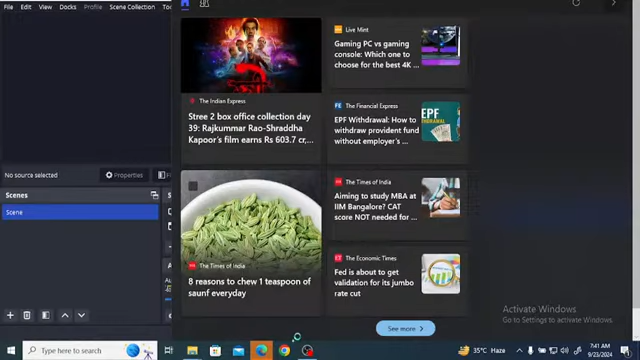 File Edit View Docks Profile Scene Collection
No source selected
Properties
Scenes
Scene
The Indian Express
Stree 2 box office collection day
39: Rajkummar Rao-Shraddha
Kapoor's film earns Rs 603.7 cr,...
The Times of India
8 reasons to chew 1 teaspoon of
saunf everyday
Live Mint
Gaming PC vs gaming
console: Which one to
choose for the best 4K ...
FE The Financial Express
EPF Withdrawal: How to
withdraw provident fund
without employer's ...
EPF
The Times of India
Aiming to study MBA at
IIM Bangalore? CAT
score NOT needed for ...
ET The Economic Times
Fed is about to get
validation for its jumbo
rate cut
See more
Activate Windows
Go to Settings to activate Windows.
Type here to search
35°C Haze
7:41 AM
9/23/2024